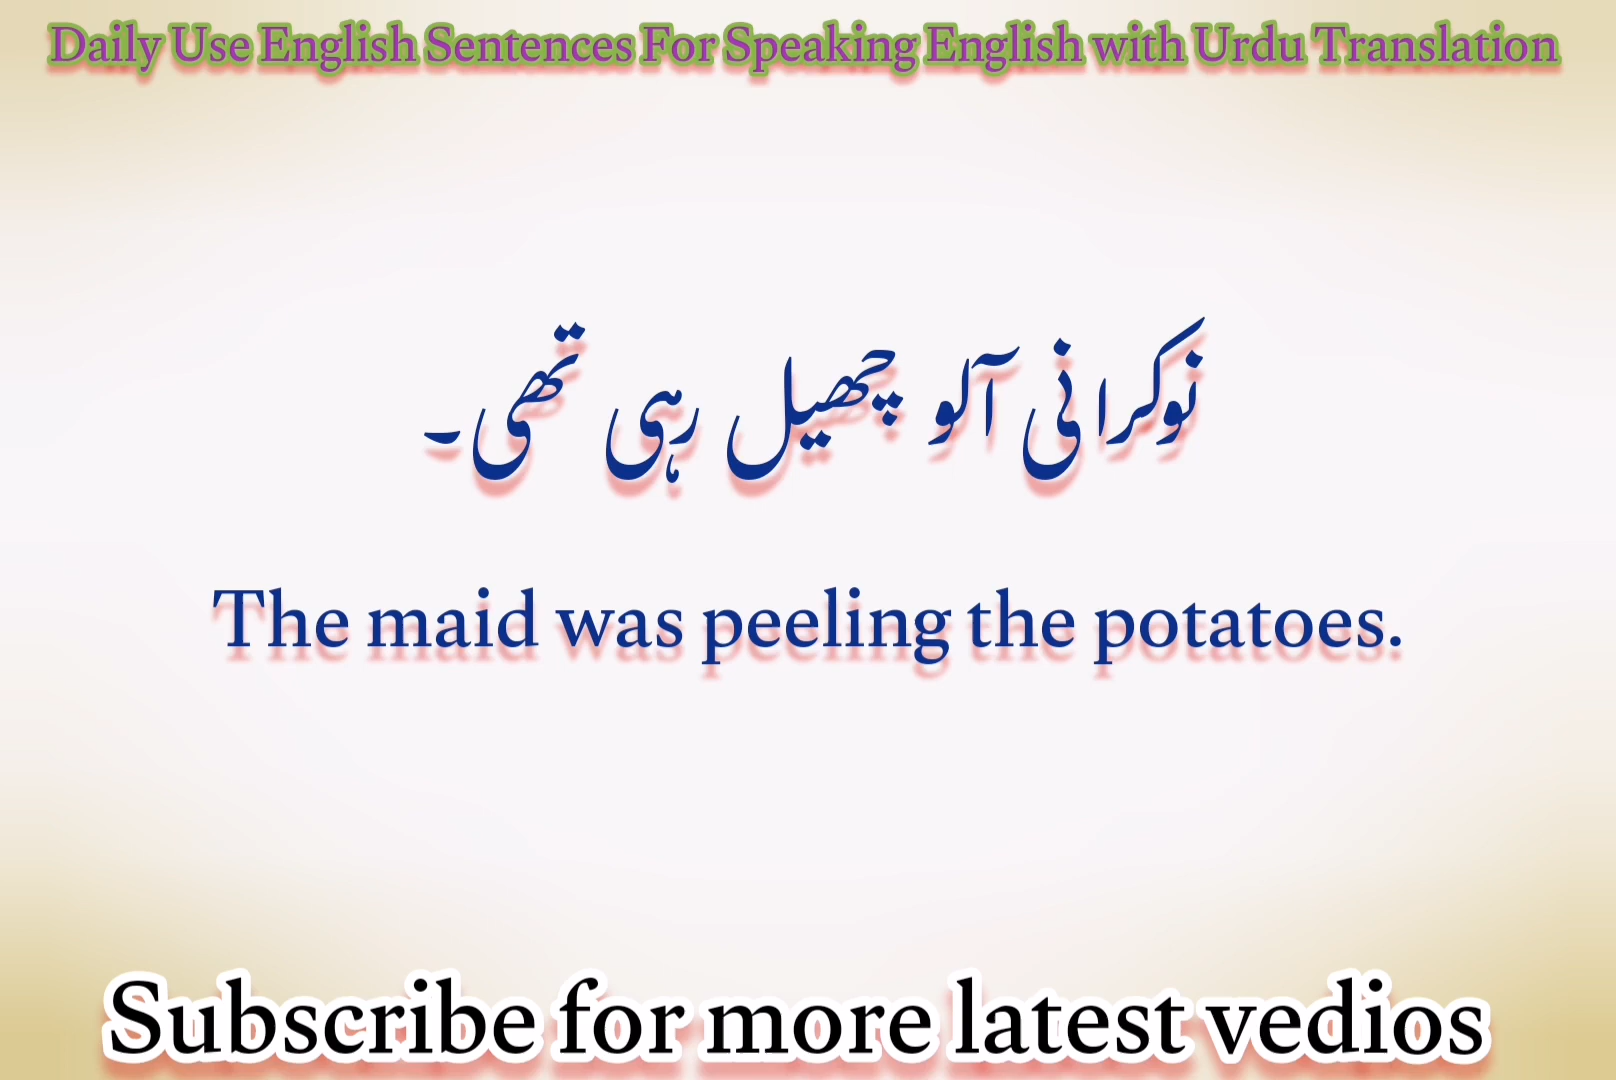 Daily Use English Sentences For Speaking English with Urdu Translation
نوکرانی آلو چھیل رہی تھی۔
The maid was peeling the potatoes.
Subscribe for more latest vedios